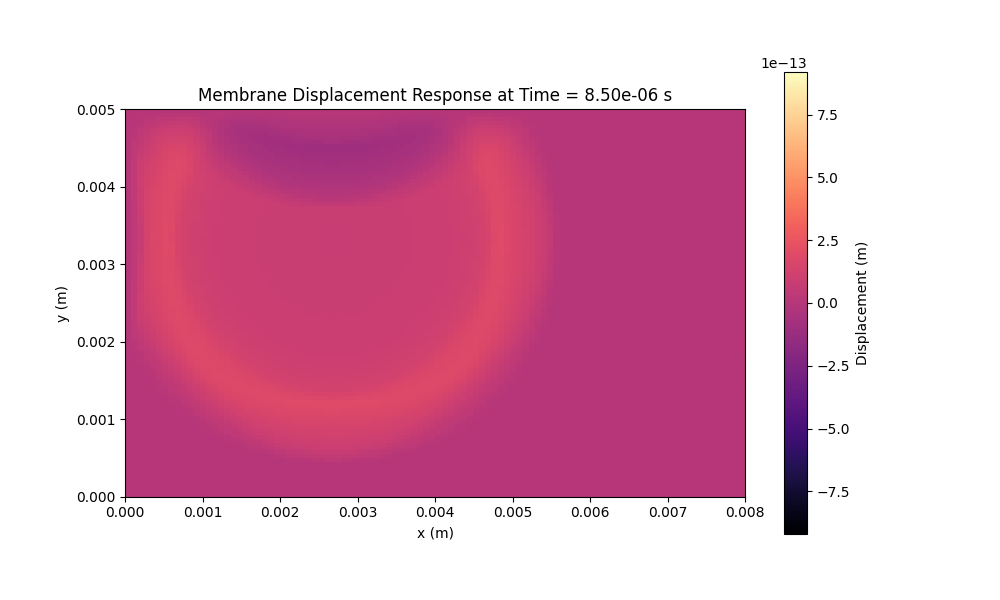 1e−13
Membrane Displacement Response at Time = 8.50e-06 s
0.005
0.004
0.003
0.002
0.001
0.000
y (m)
0.000 0.001 0.002 0.003 0.004 0.005 0.006 0.007 0.008
x (m)
7.5
5.0
2.5
0.0
−2.5
−5.0
−7.5
Displacement (m)